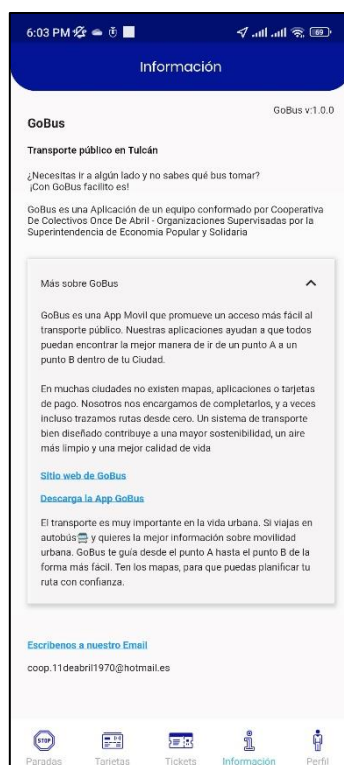 6:03 PM
69
Información
GoBus v:1.0.0
GoBus
Transporte público en Tulcán
¿Necesitas ir a algún lado y no sabes qué bus tomar?
¡Con GoBus facilito es!
GoBus es una Aplicación de un equipo conformado por Cooperativa
De Colectivos Once De Abril - Organizaciones Supervisadas por la
Superintendencia de Economia Popular y Solidaria
Más sobre GoBus
GoBus es una App Movil que promueve un acceso más fácil al
transporte público. Nuestras aplicaciones ayudan a que todos
puedan encontrar la mejor manera de ir de un punto A a un
punto B dentro de tu Ciudad.
En muchas ciudades no existen mapas, aplicaciones o tarjetas
de pago. Nosotros nos encargamos de completarlos, y a veces
incluso trazamos rutas desde cero. Un sistema de transporte
bien diseñado contribuye a una mayor sostenibilidad, un aire
más limpio y una mejor calidad de vida
Sitio web de GoBus
Descarga la App GoBus
El transporte es muy importante en la vida urbana. Si viajas en
autobús🚍 y quieres la mejor información sobre movilidad
urbana. GoBus te guía desde el punto A hasta el punto B de la
forma más fácil. Ten los mapas, para que puedas planificar tu
ruta con confianza.
Escríbenos a nuestro Email
coop.11deabril1970@hotmail.es
STOP
Paradas Tarjetas Tickets Información Perfil